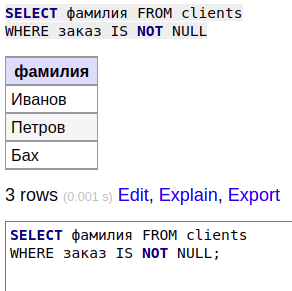 SELECT фамилия FROM clients
WHERE заказ IS NOT NULL
фамилия
Иванов
Петров
Бах
3 rows (0.001 s) Edit, Explain, Export
SELECT фамилия FROM clients
WHERE заказ IS NOT NULL;